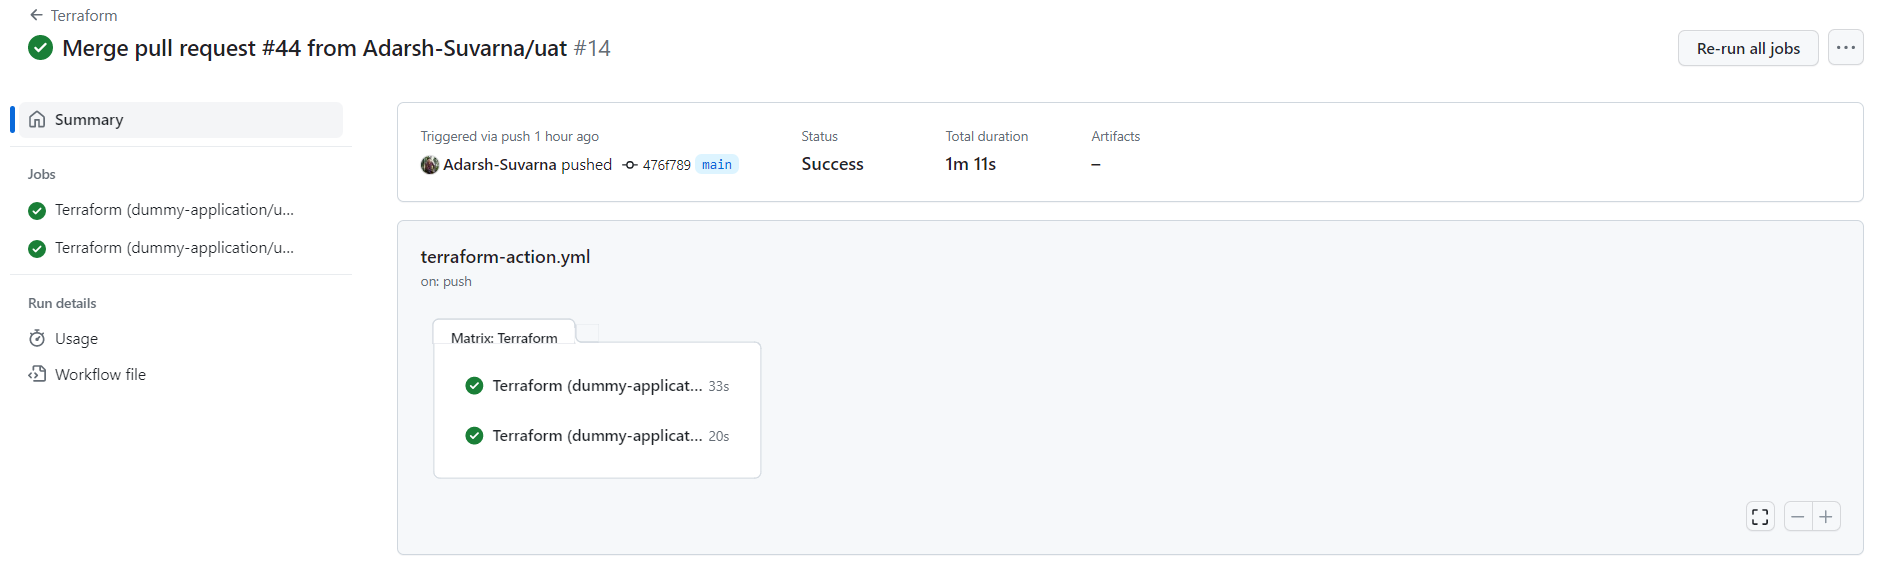 Terraform
Merge pull request #44 from Adarsh-Suvarna/uat #14
Re-run all jobs
Summary
Jobs
Terraform (dummy-application/u...
Terraform (dummy-application/u...
Run details
Usage
Workflow file
Triggered via push 1 hour ago
Adarsh-Suvarna pushed 476f789 main
Status
Success
Total duration
1m 11s
Artifacts
–
terraform-action.yml
on: push
Matrix: Terraform
Terraform (dummy-applicat... 33s
Terraform (dummy-applicat... 20s